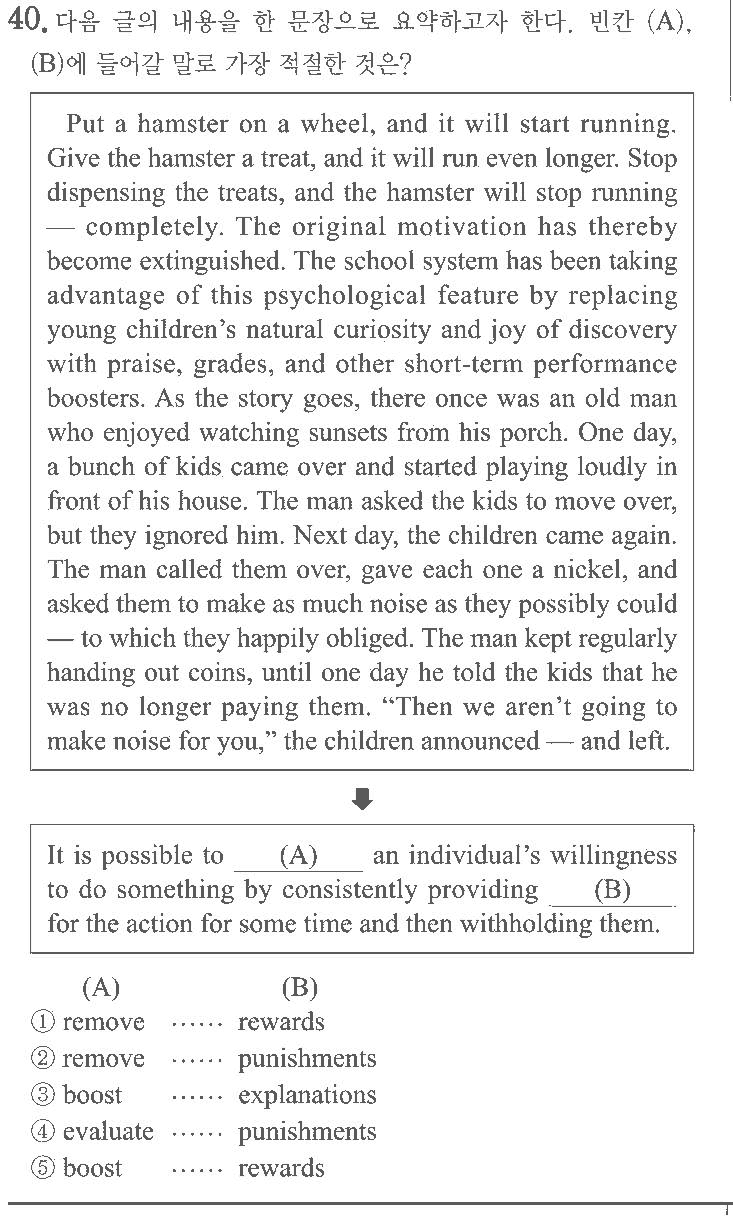 40. 다음 글의 내용을 한 문장으로 요약하고자 한다. 빈칸 (A),
(B)에 들어갈 말로 가장 적절한 것은?
Put a hamster on a wheel, and it will start running.
Give the hamster a treat, and it will run even longer. Stop
dispensing the treats, and the hamster will stop running
— completely. The original motivation has thereby
become extinguished. The school system has been taking
advantage of this psychological feature by replacing
young children's natural curiosity and joy of discovery
with praise, grades, and other short-term performance
boosters. As the story goes, there once was an old man
who enjoyed watching sunsets from his porch. One day,
a bunch of kids came over and started playing loudly in
front of his house. The man asked the kids to move over,
but they ignored him. Next day, the children came again.
The man called them over, gave each one a nickel, and
asked them to make as much noise as they possibly could
— to which they happily obliged. The man kept regularly
handing out coins, until one day he told the kids that he
was no longer paying them. “Then we aren't going to
make noise for you,” the children announced — and left.
It is possible to (A) an individual's willingness
to do something by consistently providing (B)
for the action for some time and then withholding them.
(A) (B)
① remove ...... rewards
② remove ...... punishments
③ boost ...... explanations
④ evaluate ...... punishments
⑤ boost ...... rewards